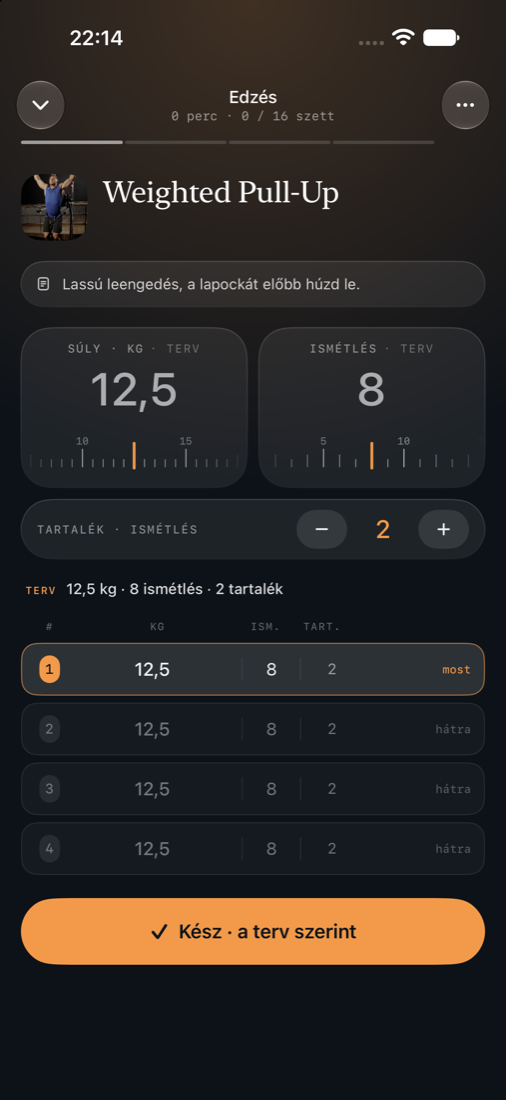 22:14
Edzés
0 perc · 0 / 16 szett
Weighted Pull-Up
Lassú leengedés, a lapockát előbb húzd le.
SÚLY · KG · TERV
12,5
10 15
ISMÉTLÉS · TERV
8
5 10
TARTALÉK · ISMÉTLÉS
− 2 +
TERV 12,5 kg · 8 ismétlés · 2 tartalék
# KG ISM. TART.
1 12,5 8 2 most
2 12,5 8 2 hátra
3 12,5 8 2 hátra
4 12,5 8 2 hátra
✓ Kész · a terv szerint